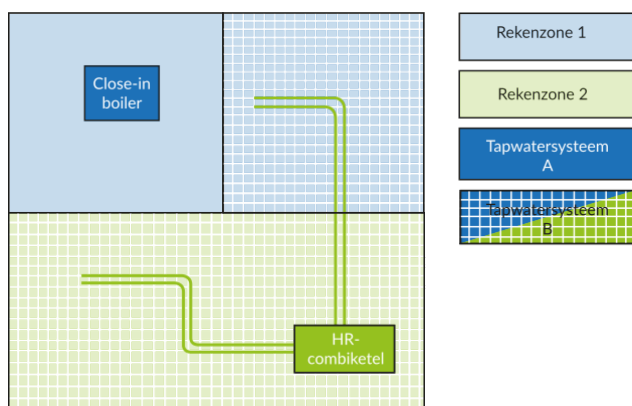 Close-in
boiler
HR-
combiketel
Rekenzone 1
Rekenzone 2
Tapwatersysteem
A
Tapwatersysteem
B